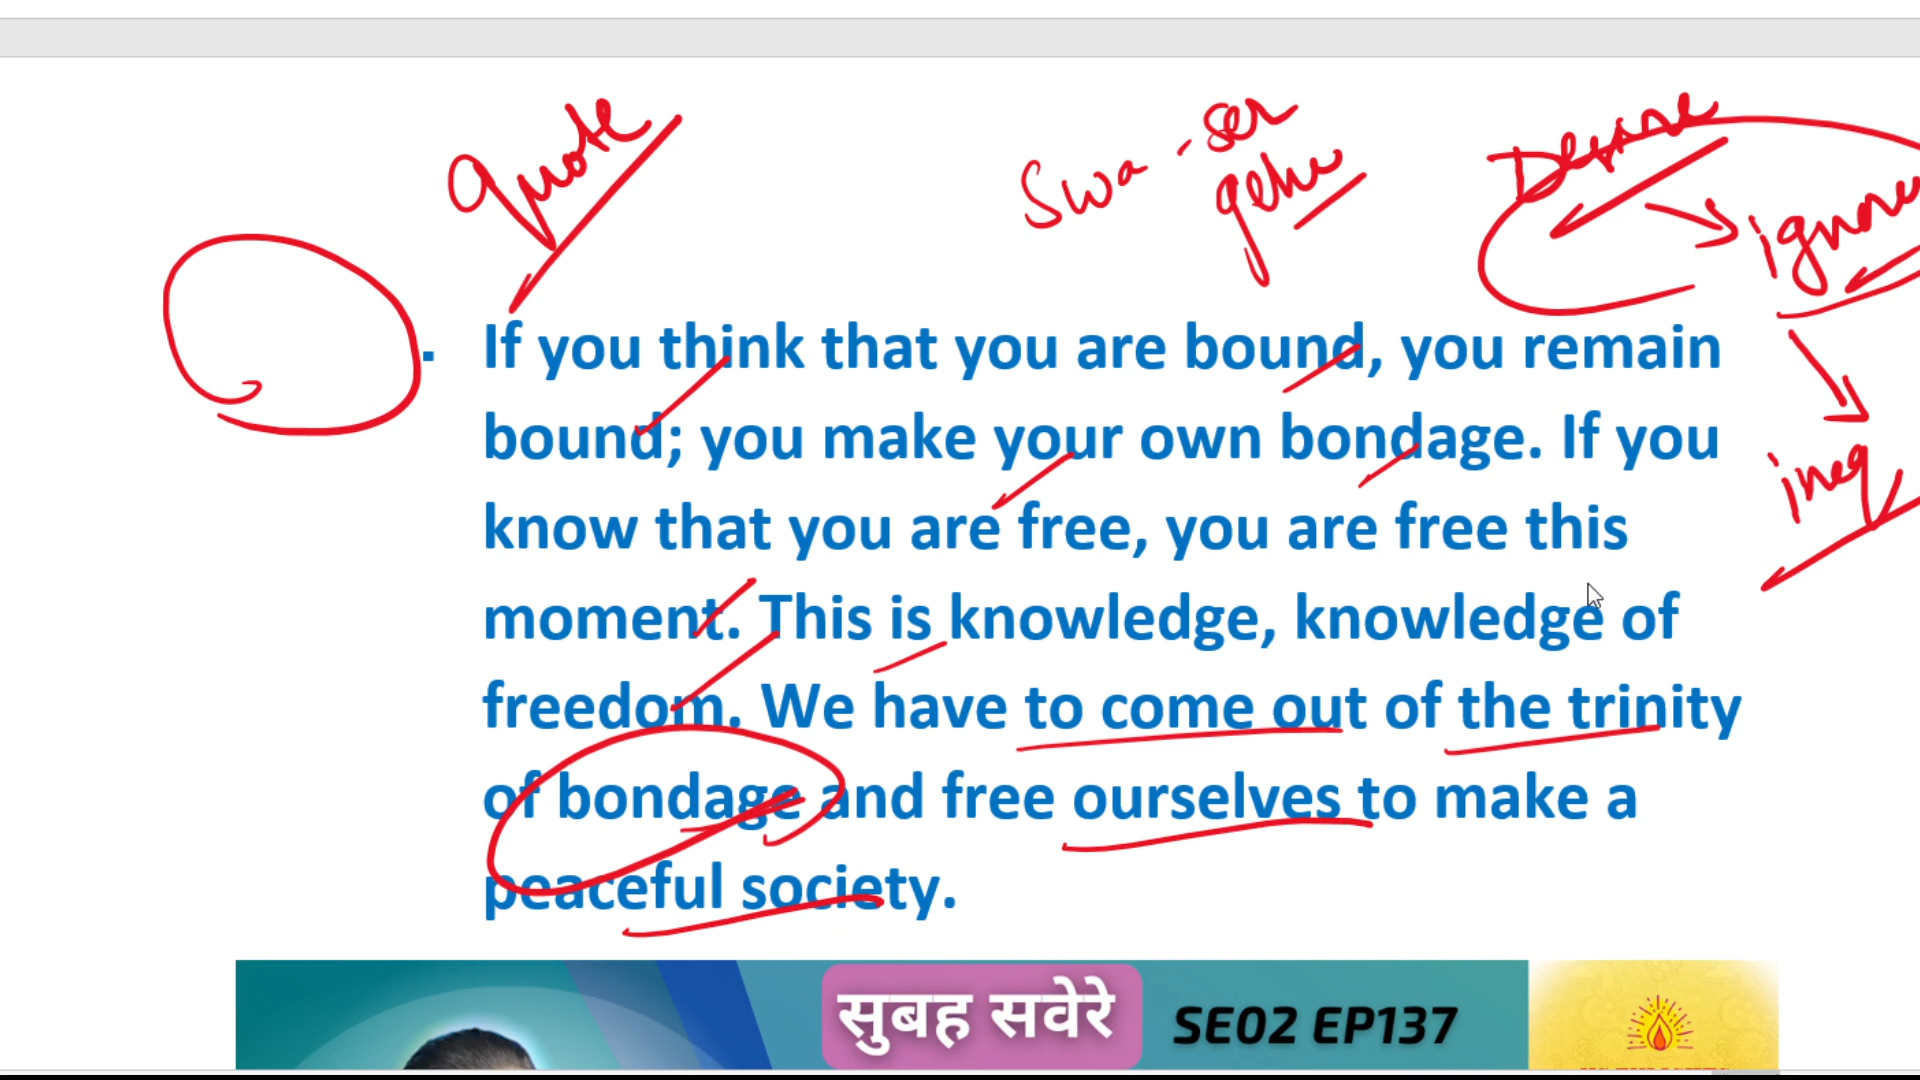 Quote
Desire
If you think that you are bound, you remain
bound; you make your own bondage. If you
know that you are free, you are free this
moment. This is knowledge, knowledge of
freedom. We have to come out of the trinity
of bondage and free ourselves to make a
peaceful society.
सुबह सवेरे SE02 EP137